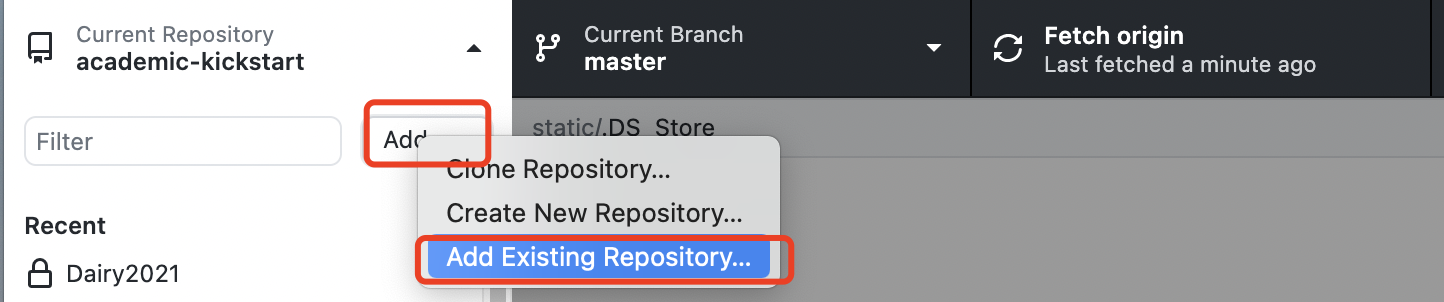 Current Repository
academic-kickstart
Current Branch
master
Fetch origin
Last fetched a minute ago
Filter
Add
static/.DS_Store
Clone Repository...
Create New Repository...
Add Existing Repository...
Recent
Dairy2021